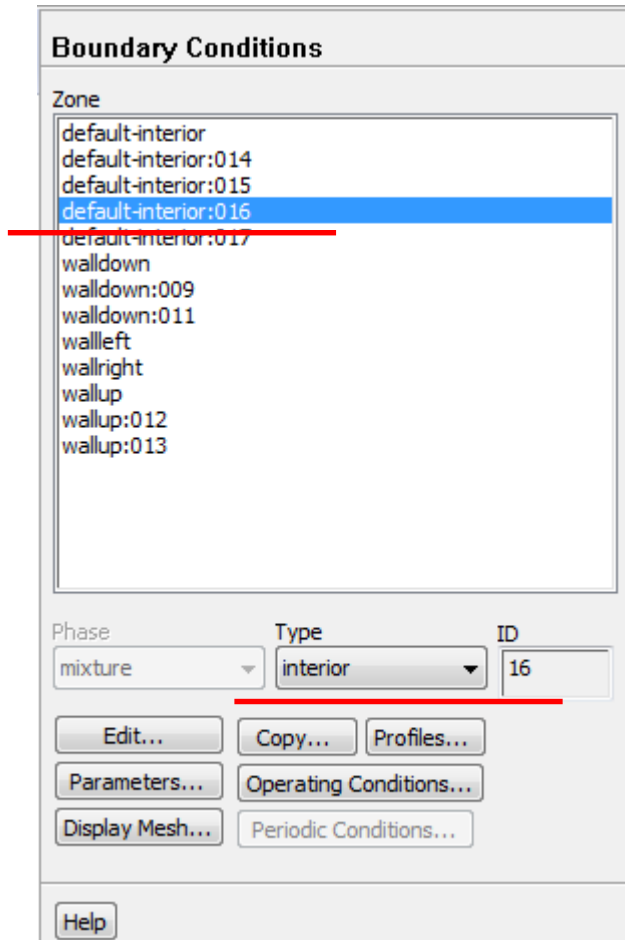 Boundary Conditions
Zone
default-interior
default-interior:014
default-interior:015
default-interior:016
default-interior:017
walldown
walldown:009
walldown:011
wallleft
wallright
wallup
wallup:012
wallup:013
Phase Type ID
mixture interior 16
Edit... Copy... Profiles...
Parameters... Operating Conditions...
Display Mesh... Periodic Conditions...
Help